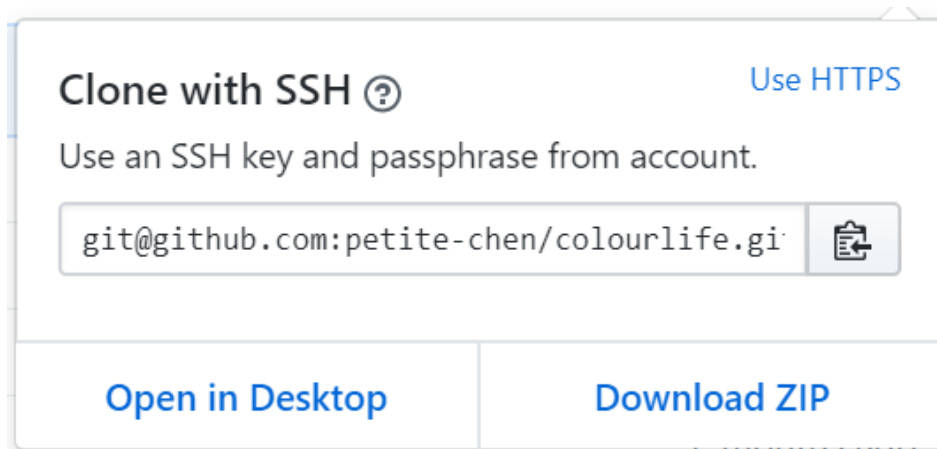 Clone with SSH
Use HTTPS
Use an SSH key and passphrase from account.
git@github.com:petite-chen/colourlife.gi
Open in Desktop
Download ZIP